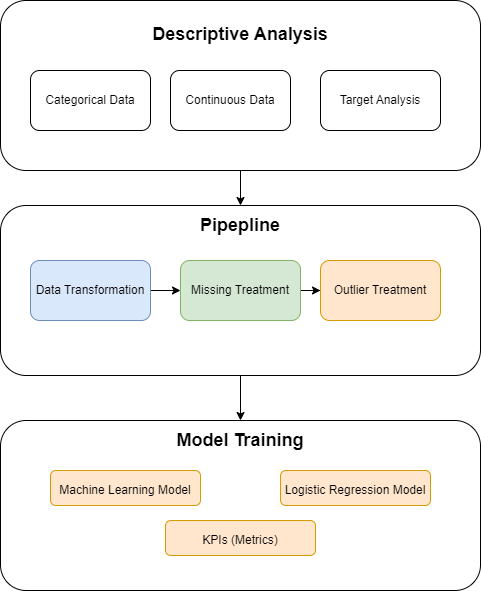 Descriptive Analysis
Categorical Data
Continuous Data
Target Analysis
Pipepline
Data Transformation
Missing Treatment
Outlier Treatment
Model Training
Machine Learning Model
Logistic Regression Model
KPIs (Metrics)